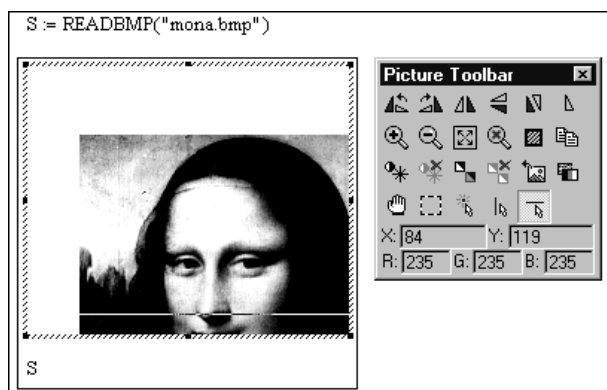 S := READBMP("mona.bmp")
Picture Toolbar
X: 84 Y: 119
R: 235 G: 235 B: 235
S